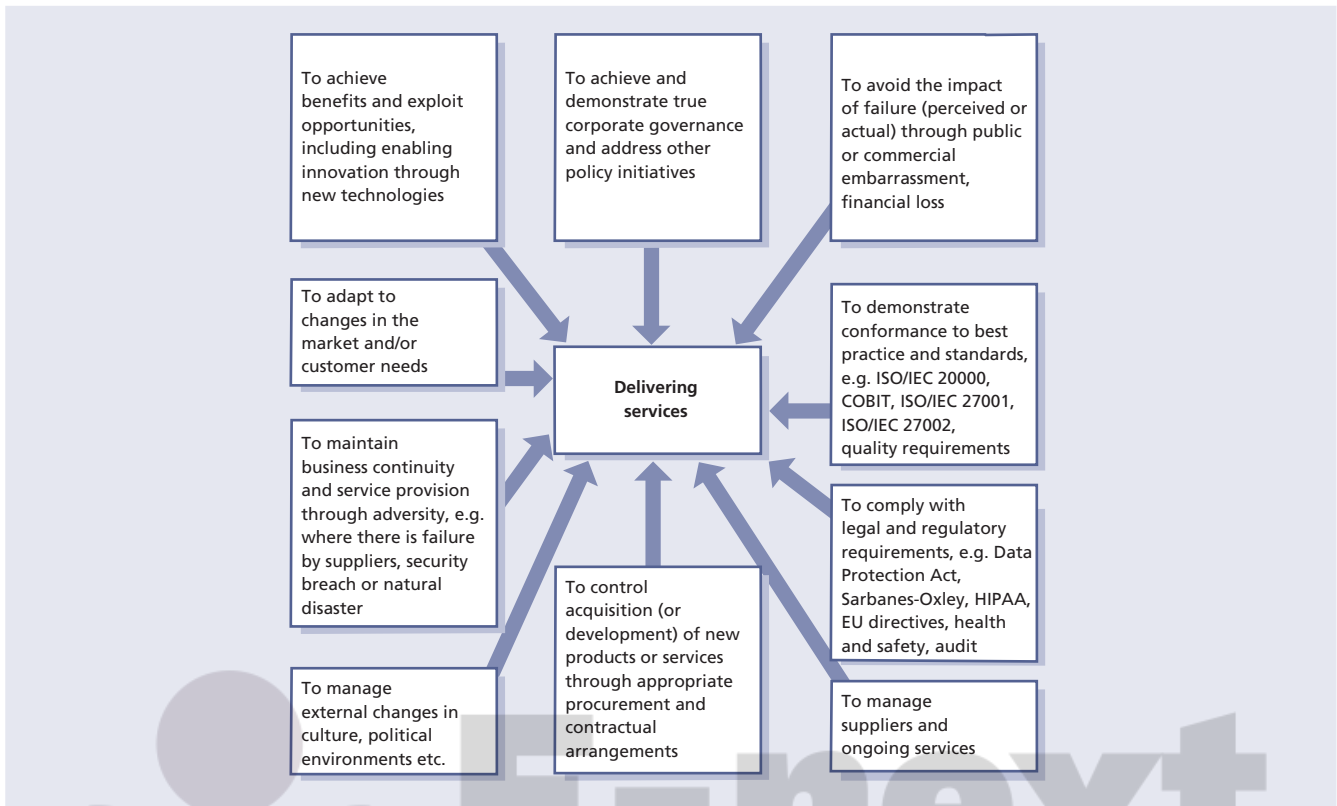 To achieve
benefits and exploit
opportunities,
including enabling
innovation through
new technologies
To achieve and
demonstrate true
corporate governance
and address other
policy initiatives
To avoid the impact
of failure (perceived or
actual) through public
or commercial
embarrassment,
financial loss
To adapt to
changes in the
market and/or
customer needs
Delivering
services
To demonstrate
conformance to best
practice and standards,
e.g. ISO/IEC 20000,
COBIT, ISO/IEC 27001,
ISO/IEC 27002,
quality requirements
To maintain
business continuity
and service provision
through adversity, e.g.
where there is failure
by suppliers, security
breach or natural
disaster
To comply with
legal and regulatory
requirements, e.g. Data
Protection Act,
Sarbanes-Oxley, HIPAA,
EU directives, health
and safety, audit
To manage
external changes in
culture, political
environments etc.
To control
acquisition (or
development) of new
products or services
through appropriate
procurement and
contractual
arrangements
To manage
suppliers and
ongoing services
E-next